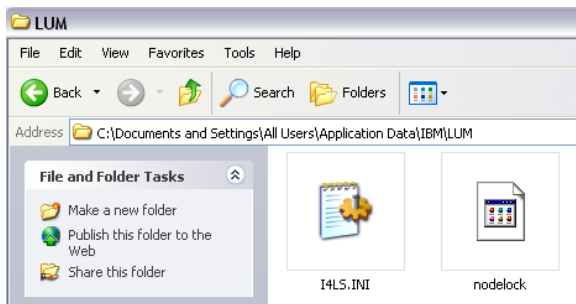 LUM
File Edit View Favorites Tools Help
Back Search Folders
Address C:\Documents and Settings\All Users\Application Data\IBM\LUM
File and Folder Tasks
Make a new folder
Publish this folder to the
Web
Share this folder
I4LS.INI nodelock